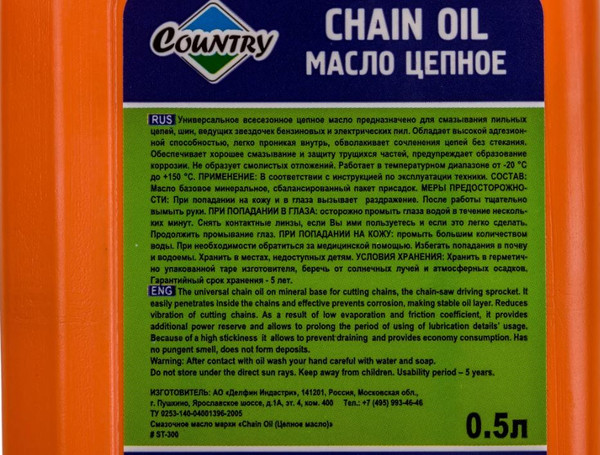 COUNTRY
CHAIN OIL
МАСЛО ЦЕПНОЕ
RUS Универсальное всесезонное цепное масло предназначено для смазывания пильных
цепей, шин, ведущих звездочек бензиновых и электрических пил. Обладает высокой адгезион-
ной способностью, легко проникая внутрь, обволакивает сочленения цепей без стекания.
Обеспечивает хорошее смазывание и защиту трущихся частей, предупреждает образование
коррозии. Не образует смолистых отложений. Работает в температурном диапазоне от -20 °С
до +150 °С. ПРИМЕНЕНИЕ: В соответствии с инструкцией по эксплуатации техники. СОСТАВ:
Масло базовое минеральное, сбалансированный пакет присадок. МЕРЫ ПРЕДОСТОРОЖНО-
СТИ: При попадании на кожу и в глаза вызывает раздражение. После работы тщательно
вымыть руки. ПРИ ПОПАДАНИИ В ГЛАЗА: осторожно промыть глаза водой в течение несколь-
ких минут. Снять контактные линзы, если Вы ими пользуетесь и если это легко сделать.
Продолжить промывание глаз. ПРИ ПОПАДАНИИ НА КОЖУ: промыть большим количеством
воды. При необходимости обратиться за медицинской помощью. Избегать попадания в почву
и водоемы. Хранить в местах, недоступных детям. УСЛОВИЯ ХРАНЕНИЯ: Хранить в герметич-
но упакованной таре изготовителя, беречь от солнечных лучей и атмосферных осадков.
Гарантийный срок хранения - 5 лет.
ENG The universal chain oil on mineral base for cutting chains, the chain-saw driving sprocket. It
easily penetrates inside the chains and effective prevents corrosion, making stable oil layer. Reduces
vibration of cutting chains. As a result of low evaporation and friction coefficient, it provides
additional power reserve and allows to prolong the period of using of lubrication details' usage.
Because of a high stickiness it allows to prevent draining and provides economy consumption. Has
no pungent smell, does not form deposits.
Warning: After contact with oil wash your hand careful with water and soap.
Do not store under the direct sun rays. Keep away from children. Usability period – 5 years.
ИЗГОТОВИТЕЛЬ: АО «Делфин Индастри», 141201, Россия, Московская обл.,
г. Пушкино, Ярославское шоссе, д.1А, эт. 4, ком. 400 Тел.: +7 (495) 993-46-46
ТУ 0253-140-04001396-2005
Смазочное масло марки «Chain Oil (Цепное масло)»
# ST-300
0.5л